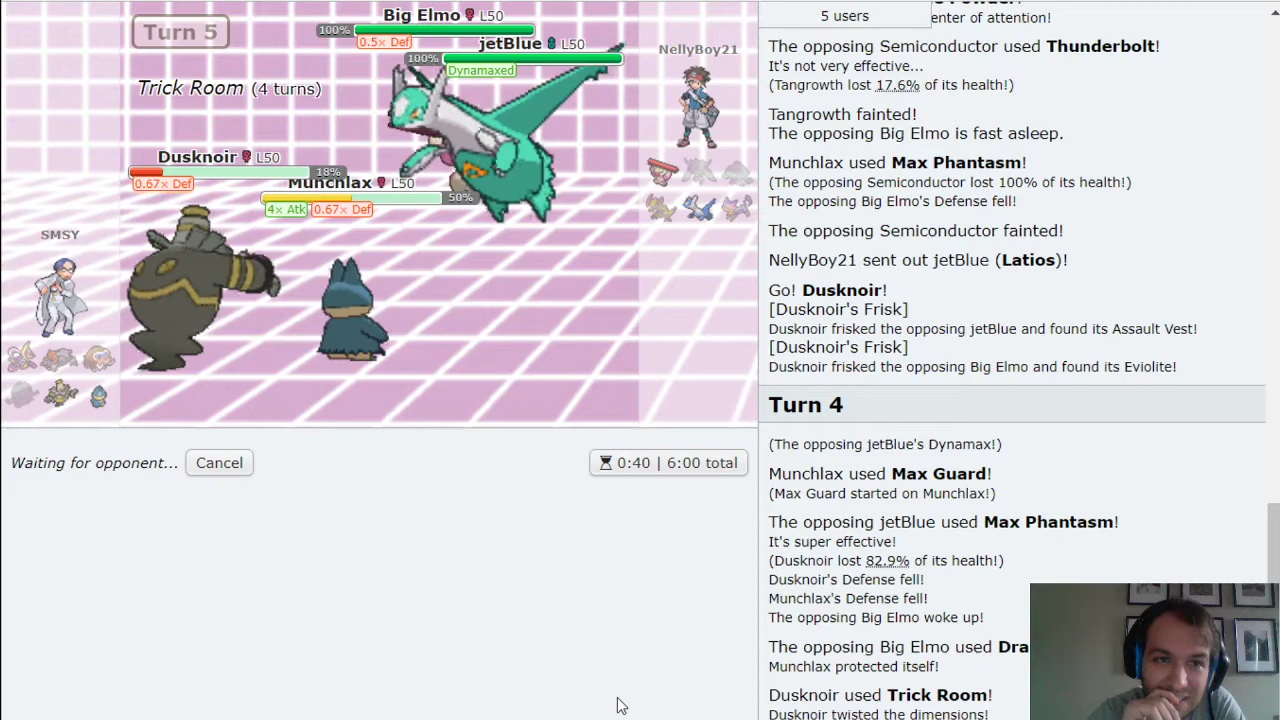 Turn 5
Big Elmo L50
100%
0.5× Def
jetBlue L50
100%
Dynamaxed
NellyBoy21
Trick Room (4 turns)
Dusknoir L50
18%
0.67× Def
Munchlax L50
50%
4× Atk 0.67× Def
SMSY
Waiting for opponent... Cancel
0:40 | 6:00 total
5 users
enter of attention!
The opposing Semiconductor used Thunderbolt!
It's not very effective...
(Tangrowth lost 17.6% of its health!)
Tangrowth fainted!
The opposing Big Elmo is fast asleep.
Munchlax used Max Phantasm!
(The opposing Semiconductor lost 100% of its health!)
The opposing Big Elmo's Defense fell!
The opposing Semiconductor fainted!
NellyBoy21 sent out jetBlue (Latios)!
Go! Dusknoir!
[Dusknoir's Frisk]
Dusknoir frisked the opposing jetBlue and found its Assault Vest!
[Dusknoir's Frisk]
Dusknoir frisked the opposing Big Elmo and found its Eviolite!
Turn 4
(The opposing jetBlue's Dynamax!)
Munchlax used Max Guard!
(Max Guard started on Munchlax!)
The opposing jetBlue used Max Phantasm!
It's super effective!
(Dusknoir lost 82.9% of its health!)
Dusknoir's Defense fell!
Munchlax's Defense fell!
The opposing Big Elmo woke up!
The opposing Big Elmo used Dra
Munchlax protected itself!
Dusknoir used Trick Room!
Dusknoir twisted the dimensions!